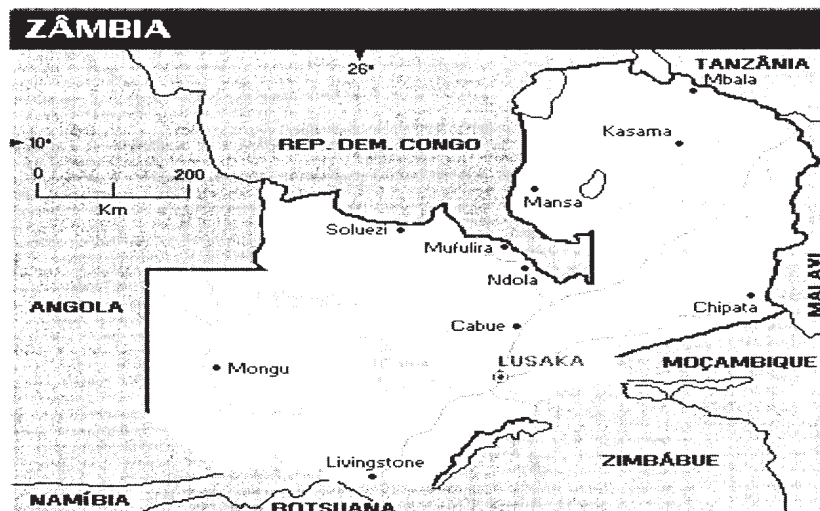 ZÂMBIA
TANZÂNIA
Mbala
26°
Kasama
10°
REP. DEM. CONGO
0 200
Km
Mansa
Soluezi
Mufulira
Ndola
MALAVI
ANGOLA
Chipata
Cabue
LUSAKA
MOÇAMBIQUE
Mongu
Livingstone
ZIMBÁBUE
NAMÍBIA
BOTSUANA